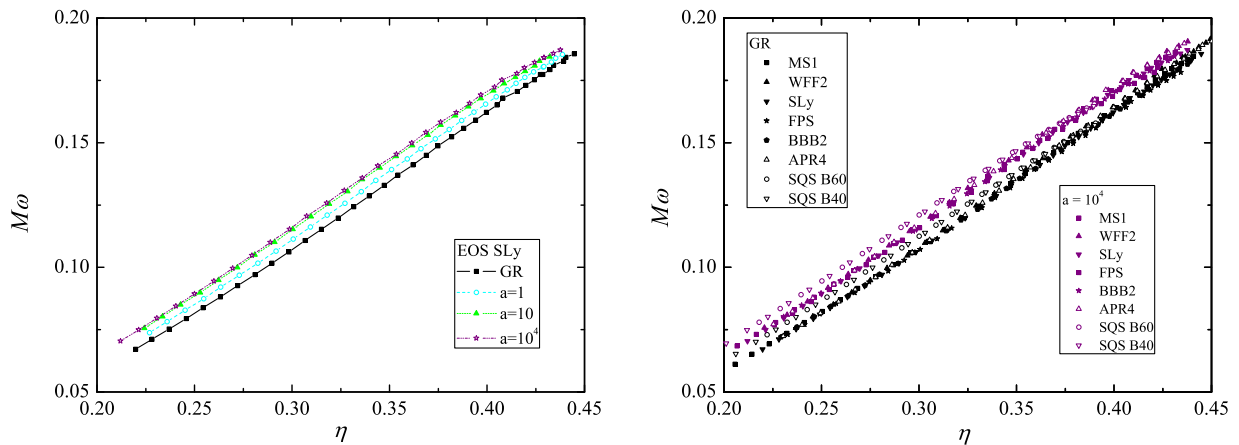 0.20
0.15
0.10
0.05
Mω
0.20
0.25
0.30
0.35
0.40
0.45
η
EOS SLy
GR
a=1
a=10
a=10⁴
0.20
0.15
0.10
0.05
Mω
0.20
0.25
0.30
0.35
0.40
0.45
η
GR
MS1
WFF2
SLy
FPS
BBB2
APR4
SQS B60
SQS B40
a = 10⁴
MS1
WFF2
SLy
FPS
BBB2
APR4
SQS B60
SQS B40